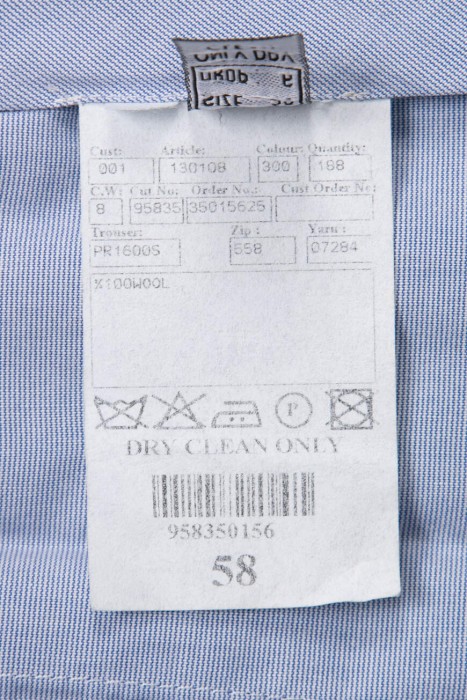 Cust: Article: Colour: Quantity:
001 130108 300 168
C.W: Cut No: Order No.: Cust Order No:
8 95835 35015625
Trouser: Zip : Yarn :
PR1600S 558 07284
%100WOOL
P
DRY CLEAN ONLY
958350156
58